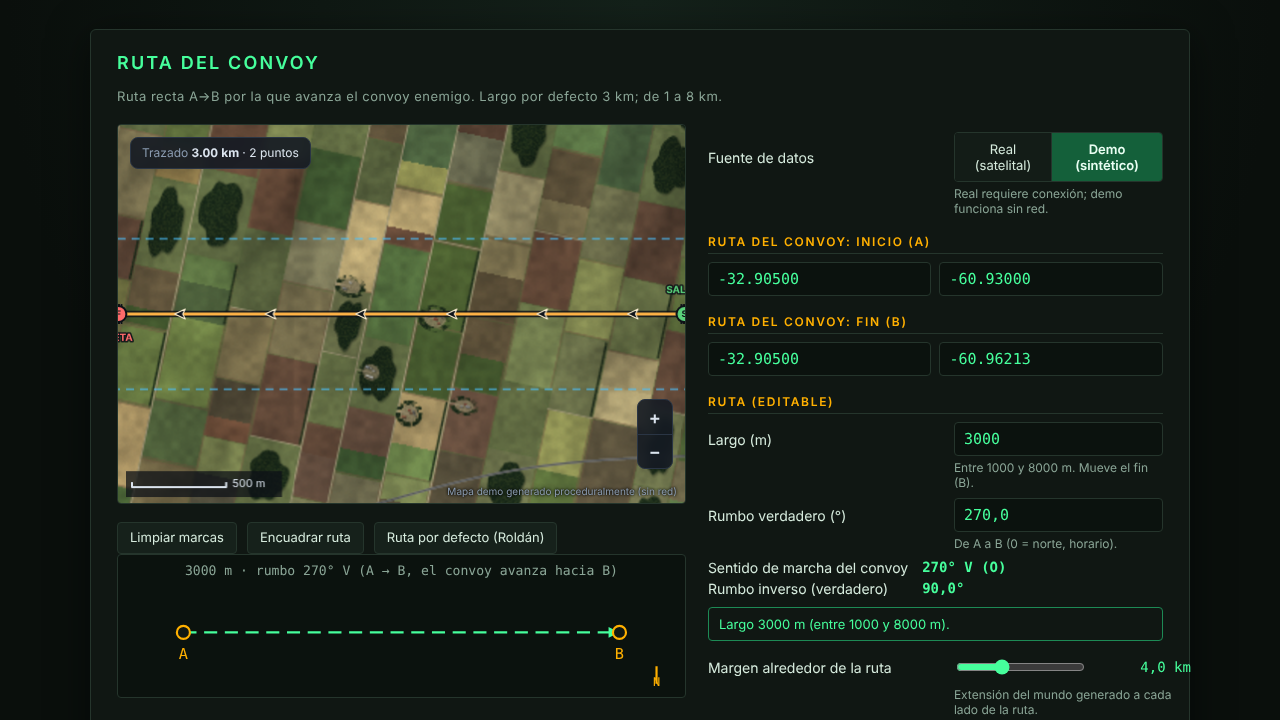 RUTA DEL CONVOY
Ruta recta A→B por la que avanza el convoy enemigo. Largo por defecto 3 km; de 1 a 8 km.
Trazado 3.00 km · 2 puntos
SAL
ETA
+
−
500 m
Mapa demo generado proceduralmente (sin red)
Limpiar marcas
Encuadrar ruta
Ruta por defecto (Roldán)
3000 m · rumbo 270° V (A → B, el convoy avanza hacia B)
A
B
N
Fuente de datos
Real
(satelital)
Demo
(sintético)
Real requiere conexión; demo
funciona sin red.
RUTA DEL CONVOY: INICIO (A)
-32.90500
-60.93000
RUTA DEL CONVOY: FIN (B)
-32.90500
-60.96213
RUTA (EDITABLE)
Largo (m)
3000
Entre 1000 y 8000 m. Mueve el fin
(B).
Rumbo verdadero (°)
270,0
De A a B (0 = norte, horario).
Sentido de marcha del convoy 270° V (O)
Rumbo inverso (verdadero) 90,0°
Largo 3000 m (entre 1000 y 8000 m).
Margen alrededor de la ruta
4,0 km
Extensión del mundo generado a cada
lado de la ruta.